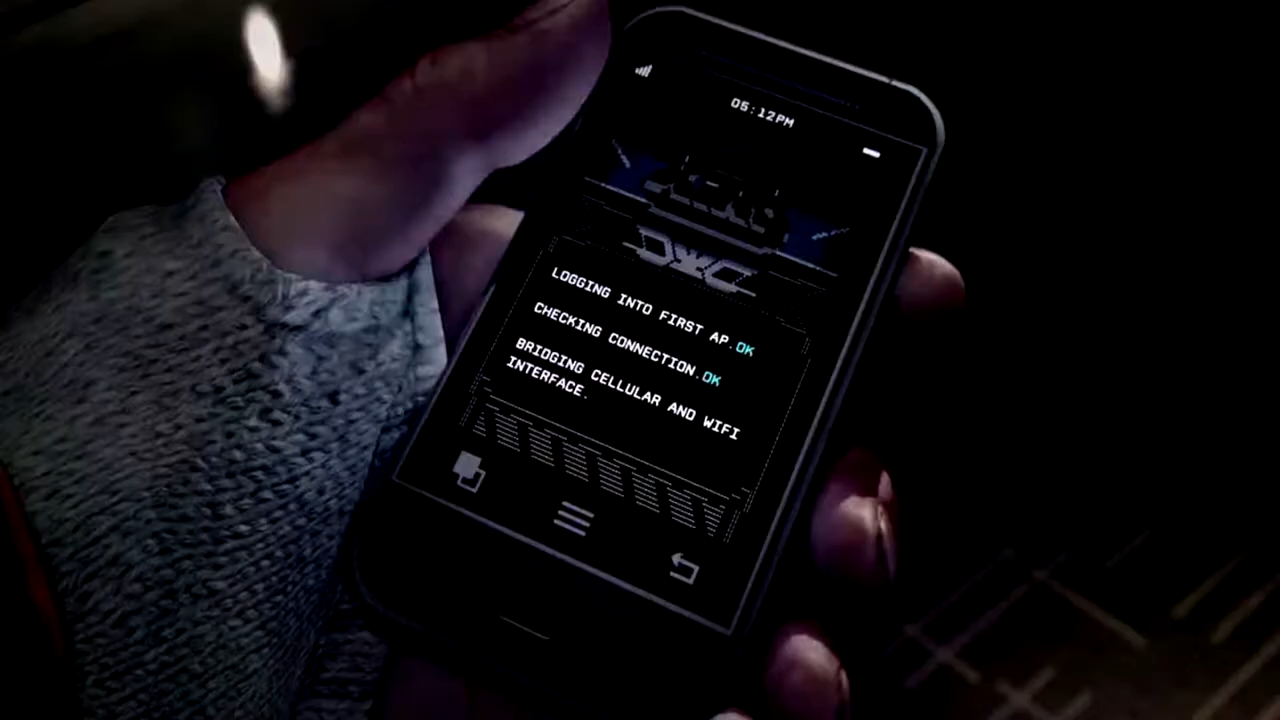 05:12PM
LOGGING INTO FIRST AP.OK
CHECKING CONNECTION.OK
BRIDGING CELLULAR AND WIFI
INTERFACE.